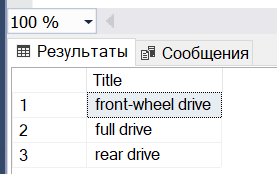 100 %
Результаты Сообщения
Title
1 front-wheel drive
2 full drive
3 rear drive